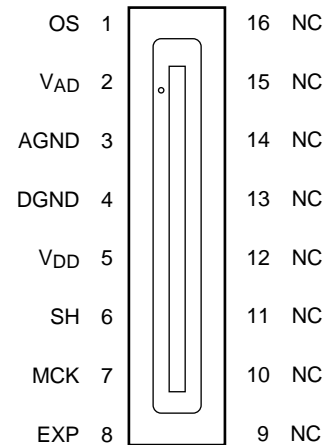 OS 1 16 NC
VAD 2 15 NC
AGND 3 14 NC
DGND 4 13 NC
VDD 5 12 NC
SH 6 11 NC
MCK 7 10 NC
EXP 8 9 NC